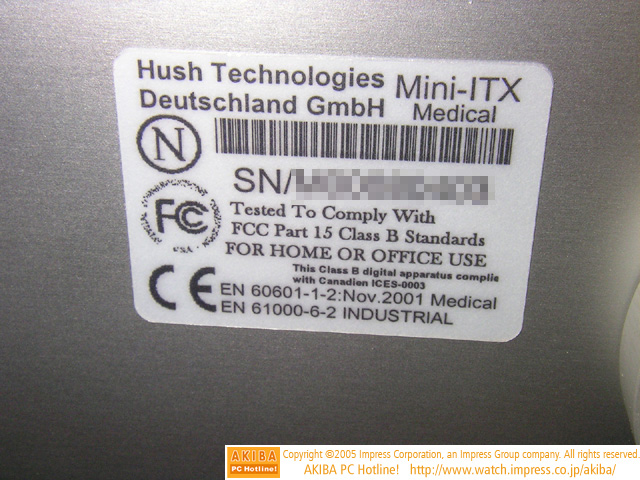 Hush Technologies
Deutschland GmbH
Mini-ITX
Medical
N
SN/
FC
USA
Tested To Comply With
FCC Part 15 Class B Standards
FOR HOME OR OFFICE USE
This Class B digital apparatus complie
with Canadien ICES-0003
CE
EN 60601-1-2:Nov.2001 Medical
EN 61000-6-2 INDUSTRIAL
AKIBA
PC Hotline!
Copyright ©2005 Impress Corporation, an Impress Group company. All rights reserved.
AKIBA PC Hotline! http://www.watch.impress.co.jp/akiba/